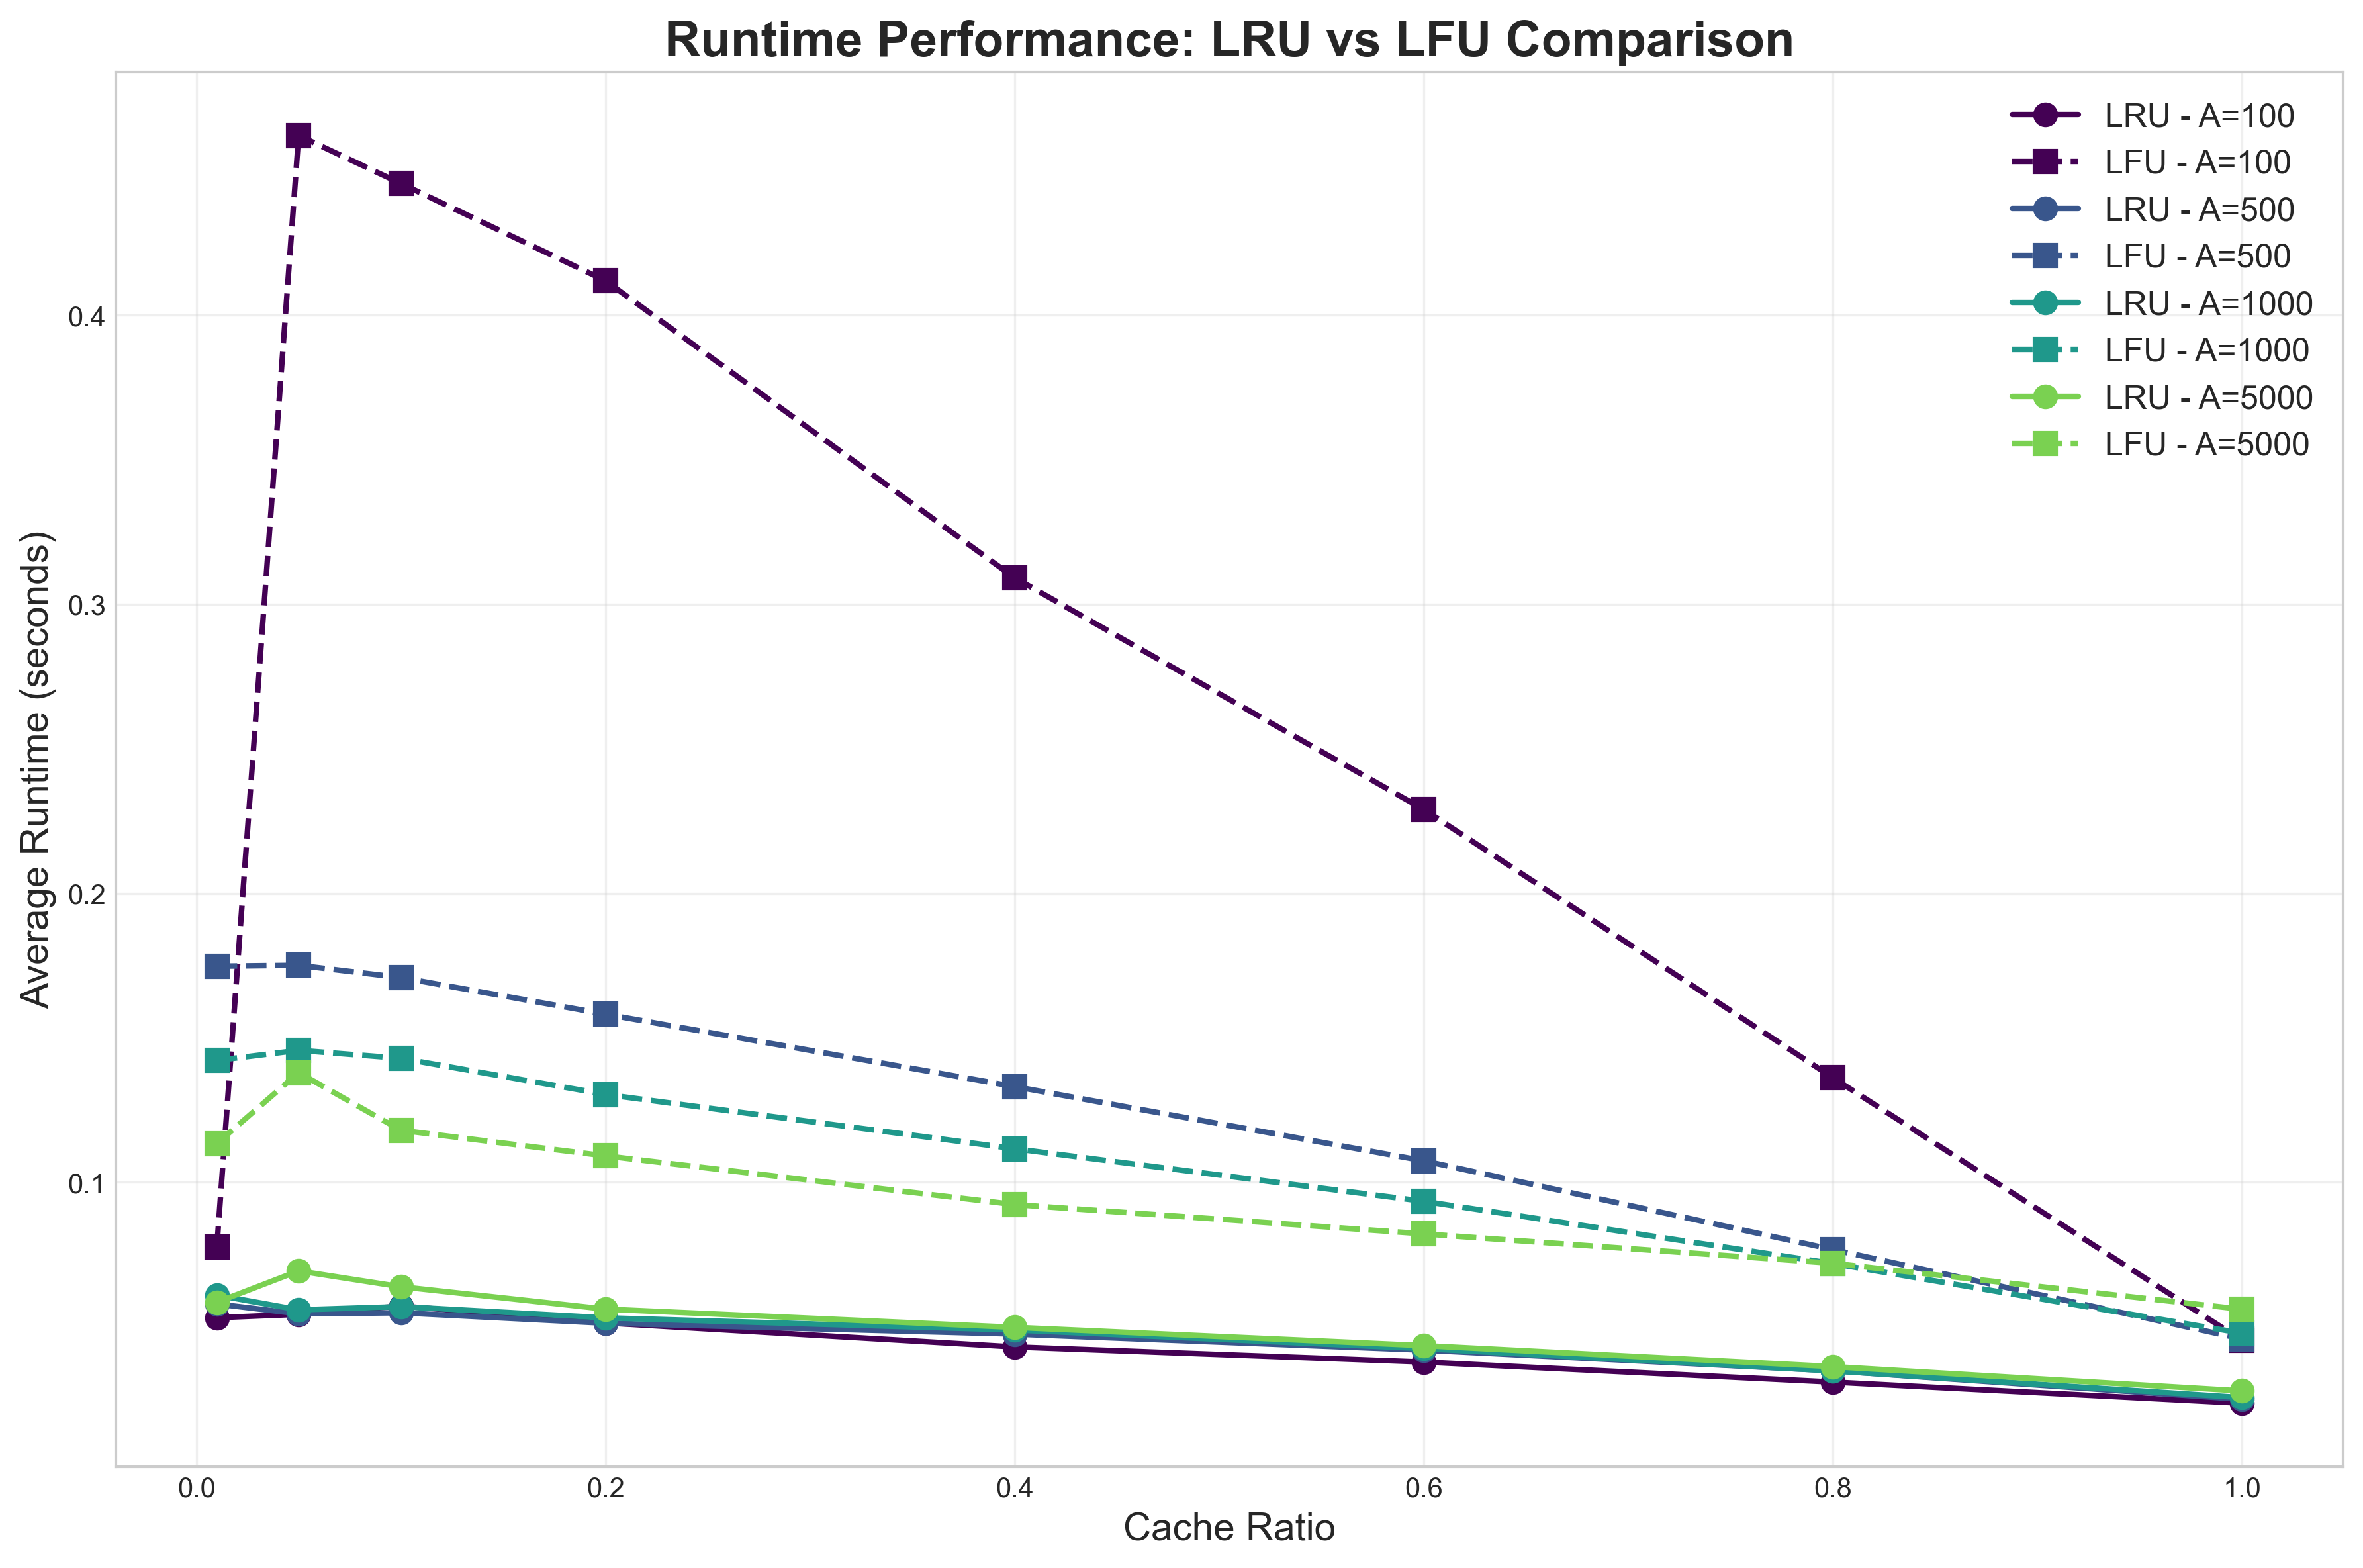 Runtime Performance: LRU vs LFU Comparison
LRU - A=100
LFU - A=100
LRU - A=500
LFU - A=500
LRU - A=1000
LFU - A=1000
LRU - A=5000
LFU - A=5000
Average Runtime (seconds)
0.4
0.3
0.2
0.1
0.0 0.2 0.4 0.6 0.8 1.0
Cache Ratio